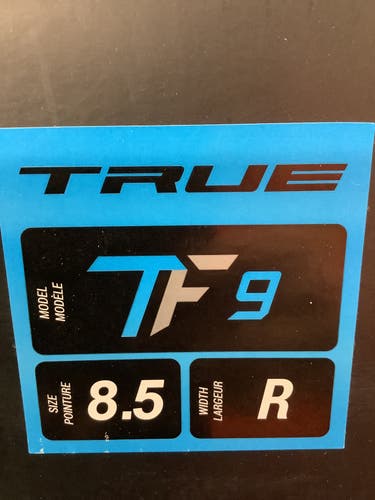 TRUE
MODEL
MODÈLE
TF9
SIZE
POINTURE
8.5
WIDTH
LARGEUR
R